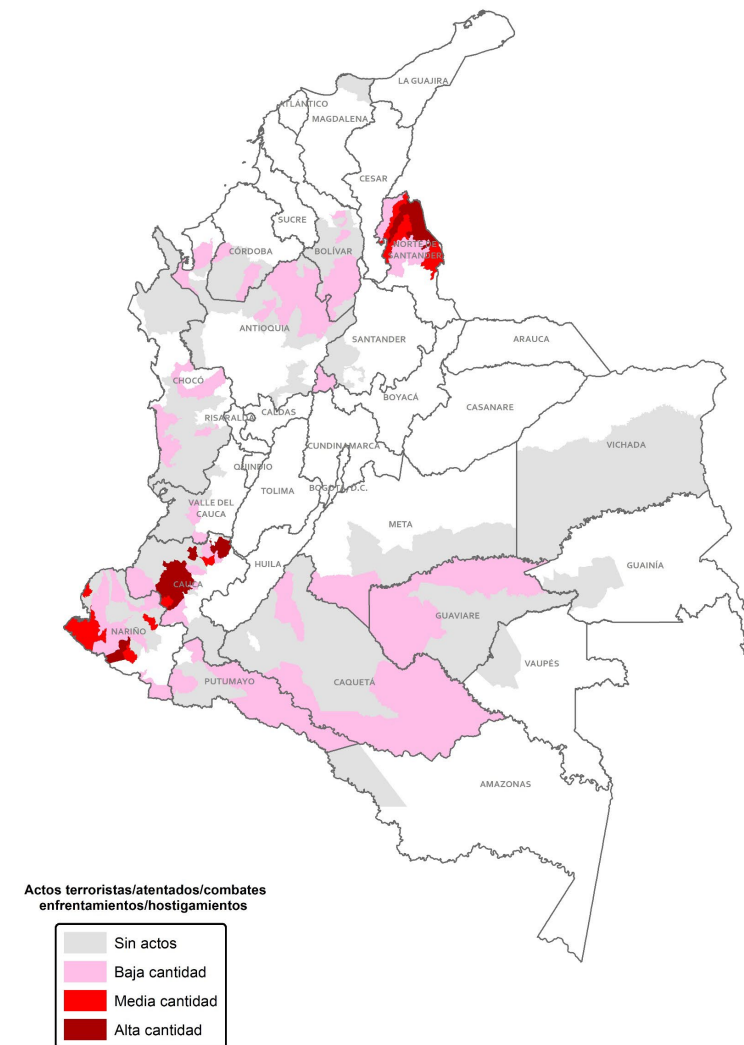 LA GUAJIRA
ATLÁNTICO
MAGDALENA
CESAR
SUCRE
CÓRDOBA
BOLÍVAR
NORTE DE
SANTANDER
ANTIOQUIA
SANTANDER
ARAUCA
CHOCÓ
BOYACÁ
CASANARE
RISARALDA
CALDAS
CUNDINAMARCA
VICHADA
QUINDIO
TOLIMA
BOGOTÁ, D.C.
VALLE DEL
CAUCA
META
HUILA
GUAINÍA
CAUCA
GUAVIARE
NARIÑO
VAUPÉS
PUTUMAYO
CAQUETÁ
AMAZONAS
Actos terroristas/atentados/combates
enfrentamientos/hostigamientos
Sin actos
Baja cantidad
Media cantidad
Alta cantidad